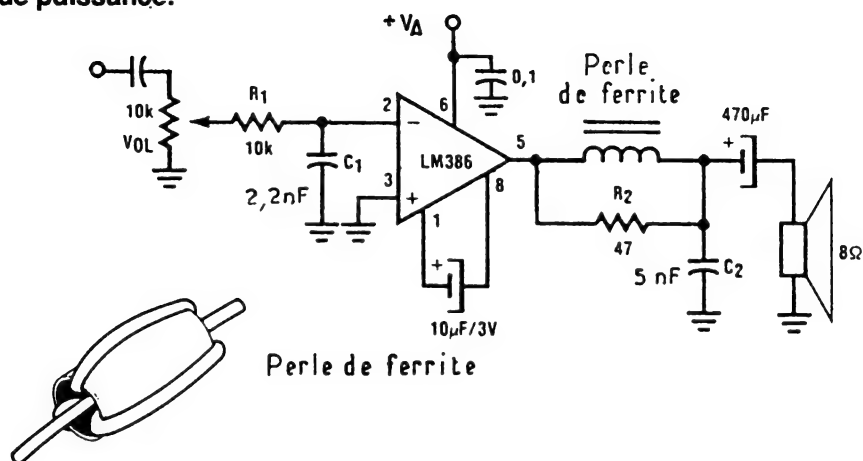 de puissance.
+ VA
0,1
Perle
de ferrite
470µF
+
R1
10k
10k
VOL
2
6
−
LM386
5
3
+
8
1
C1
2,2nF
R2
47
5 nF
C2
8Ω
+
10µF/3V
Perle de ferrite